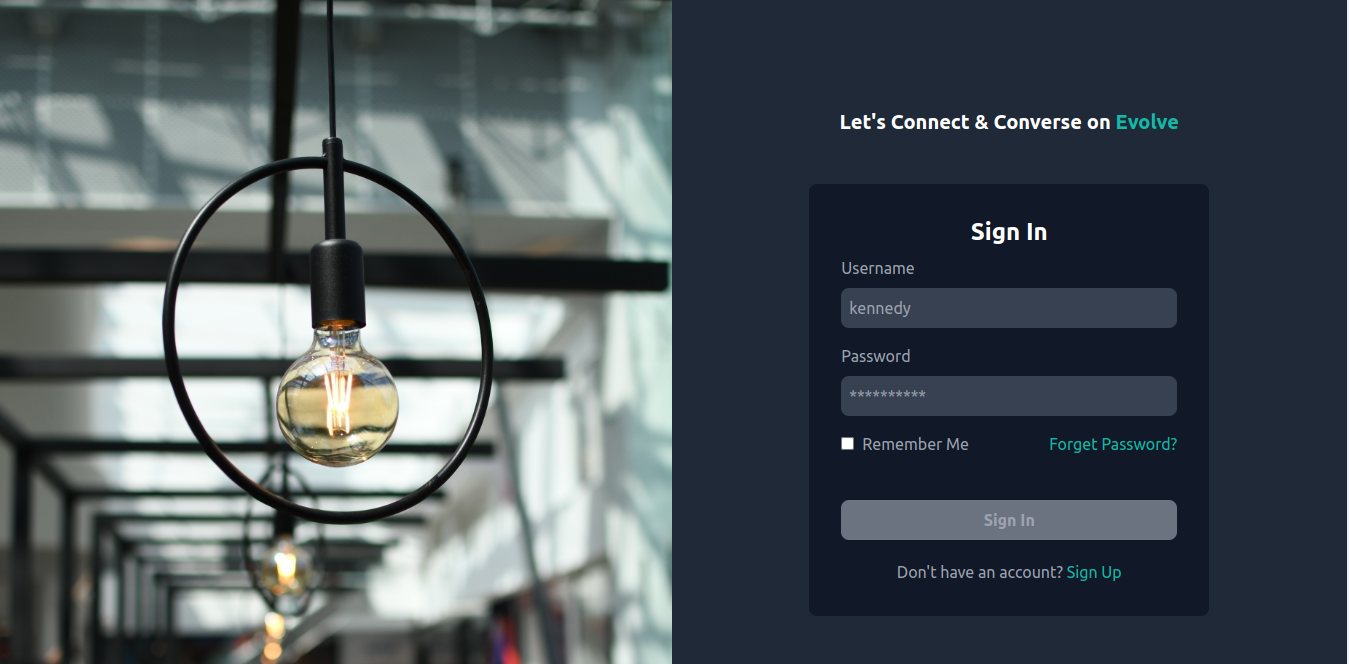 Let's Connect & Converse on Evolve
Sign In
Username
kennedy
Password
**********
Remember Me
Forget Password?
Sign In
Don't have an account? Sign Up